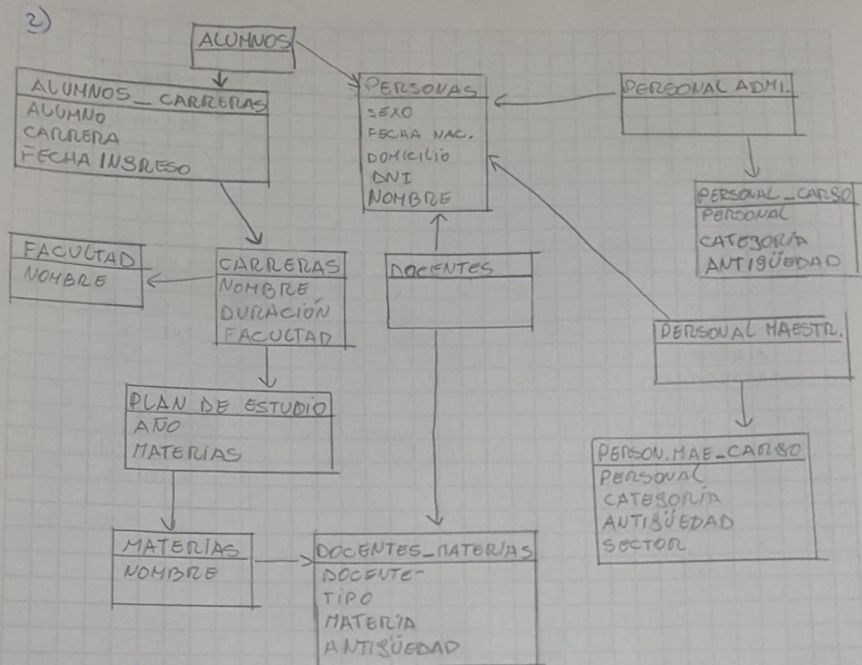 2)
ALUMNOS
ALUMNOS_CARRERAS
ALUMNO
CARRERA
FECHA INGRESO
PERSONAS
SEXO
FECHA NAC.
DOMICILIO
DNI
NOMBRE
PERSONAL ADMI.
PERSONAL_CARGO
PERSONAL
CATEGORÍA
ANTIGÜEDAD
FACULTAD
NOMBRE
CARRERAS
NOMBRE
DURACIÓN
FACULTAD
DOCENTES
PERSONAL MAESTR.
PLAN DE ESTUDIO
AÑO
MATERIAS
PERSON.MAE_CARGO
PERSONAL
CATEGORÍA
ANTIGÜEDAD
SECTOR
MATERIAS
NOMBRE
DOCENTES_MATERIAS
DOCENTE
TIPO
MATERIA
ANTIGÜEDAD